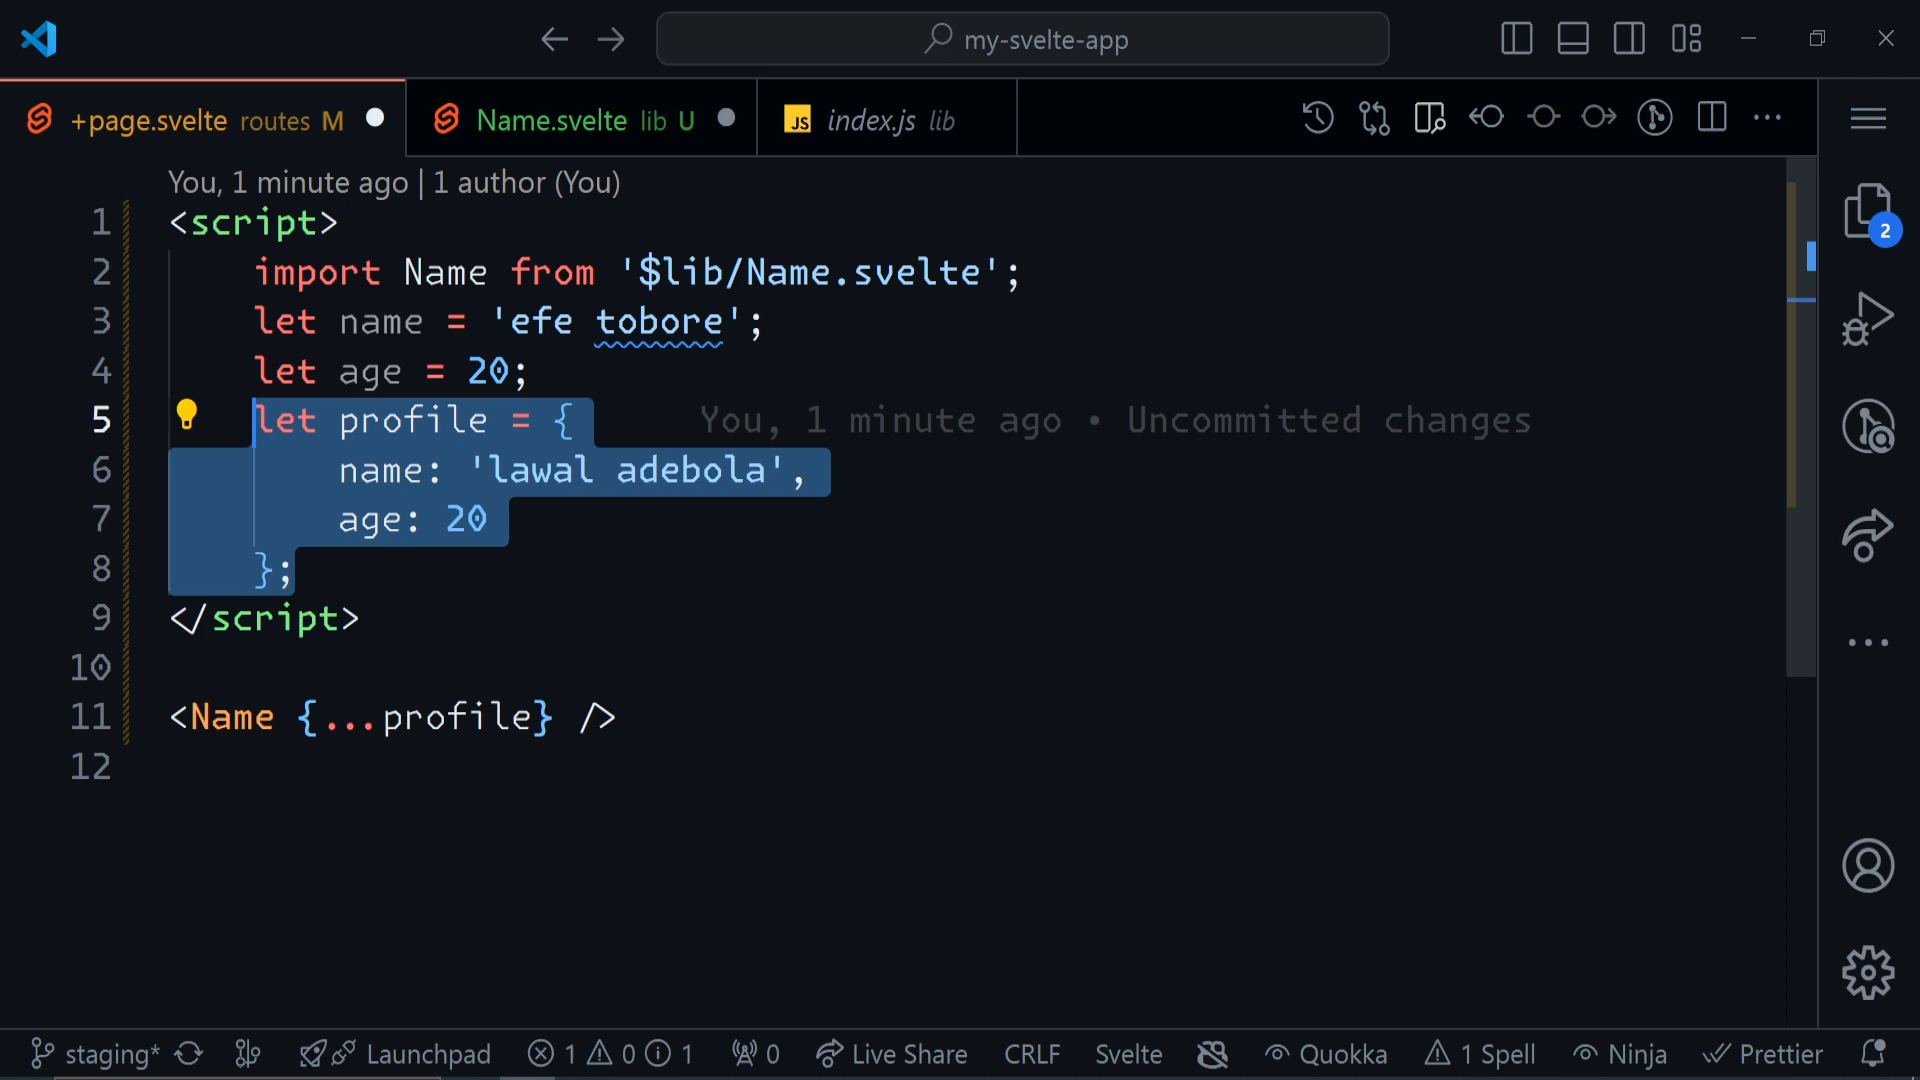 my-svelte-app
+page.svelte routes M
Name.svelte lib U
JS index.js lib
You, 1 minute ago | 1 author (You)
1 <script>
2 import Name from '$lib/Name.svelte';
3 let name = 'efe tobore';
4 let age = 20;
5 let profile = { You, 1 minute ago • Uncommitted changes
6 name: 'lawal adebola',
7 age: 20
8 };
9 </script>
10
11 <Name {...profile} />
12
2
staging* Launchpad 1 0 1 0 Live Share CRLF Svelte Quokka 1 Spell Ninja Prettier